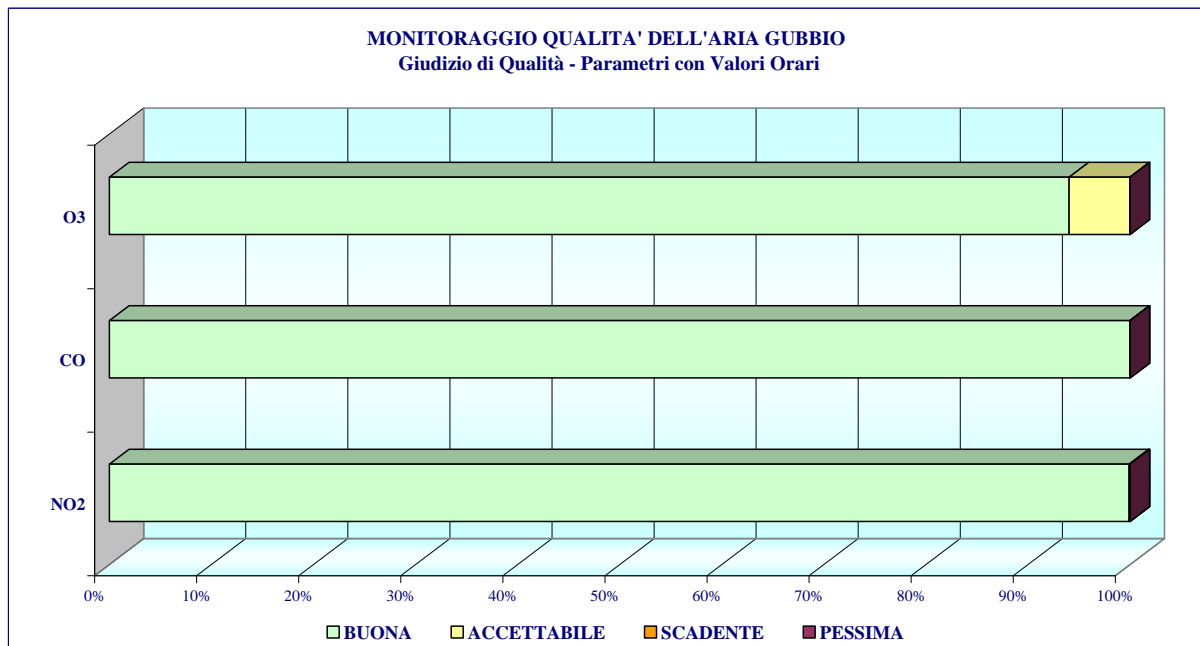 MONITORAGGIO QUALITA' DELL'ARIA GUBBIO
Giudizio di Qualità - Parametri con Valori Orari
O3
CO
NO2
0% 10% 20% 30% 40% 50% 60% 70% 80% 90% 100%
BUONA ACCETTABILE SCADENTE PESSIMA